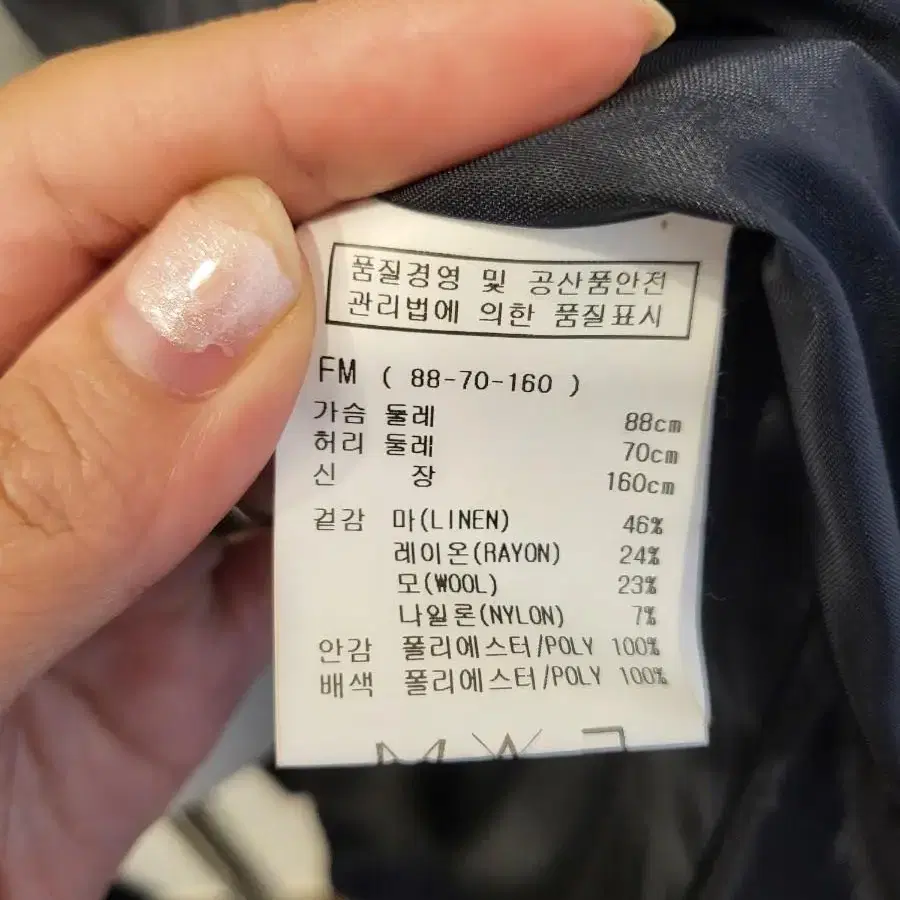 품질경영 및 공산품안전
관리법에 의한 품질표시
FM ( 88-70-160 )
가슴 둘레 88cm
허리 둘레 70cm
신 장 160cm
겉감 마(LINEN) 46%
레이온(RAYON) 24%
모(WOOL) 23%
나일론(NYLON) 7%
안감 폴리에스터/POLY 100%
배색 폴리에스터/POLY 100%